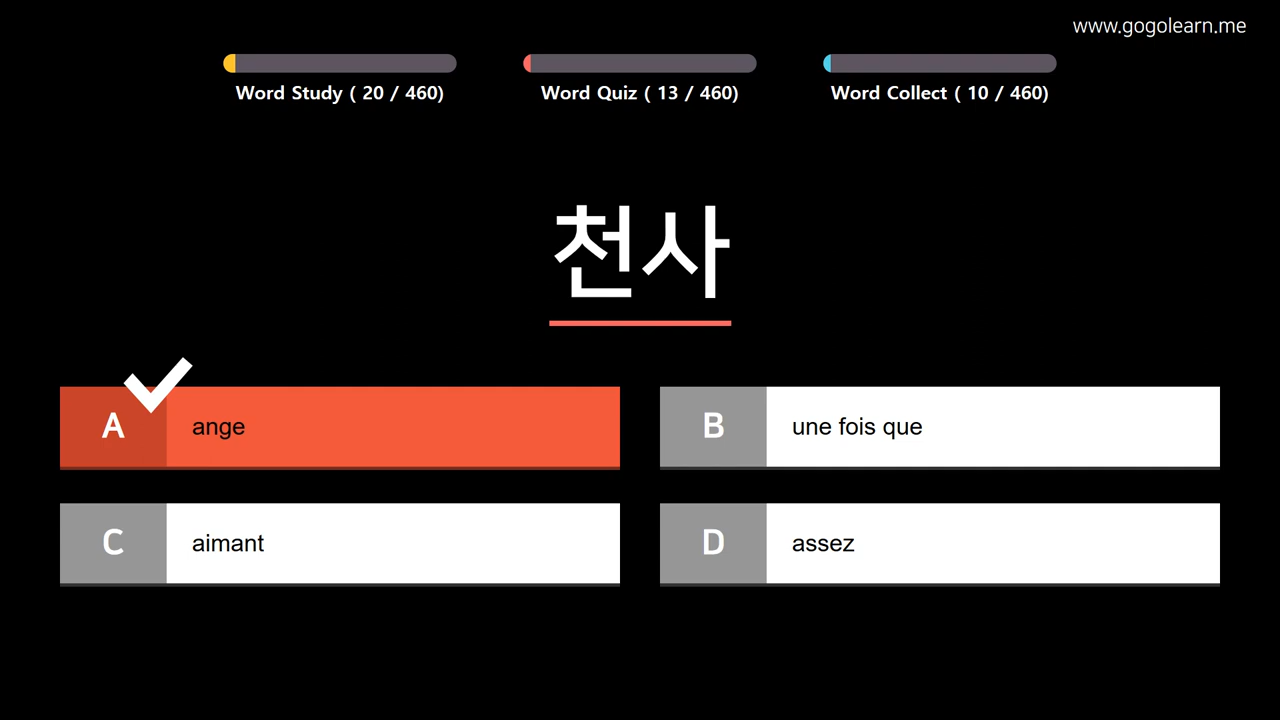 www.gogolearn.me
Word Study ( 20 / 460)
Word Quiz ( 13 / 460)
Word Collect ( 10 / 460)
천사
A ange
B une fois que
C aimant
D assez